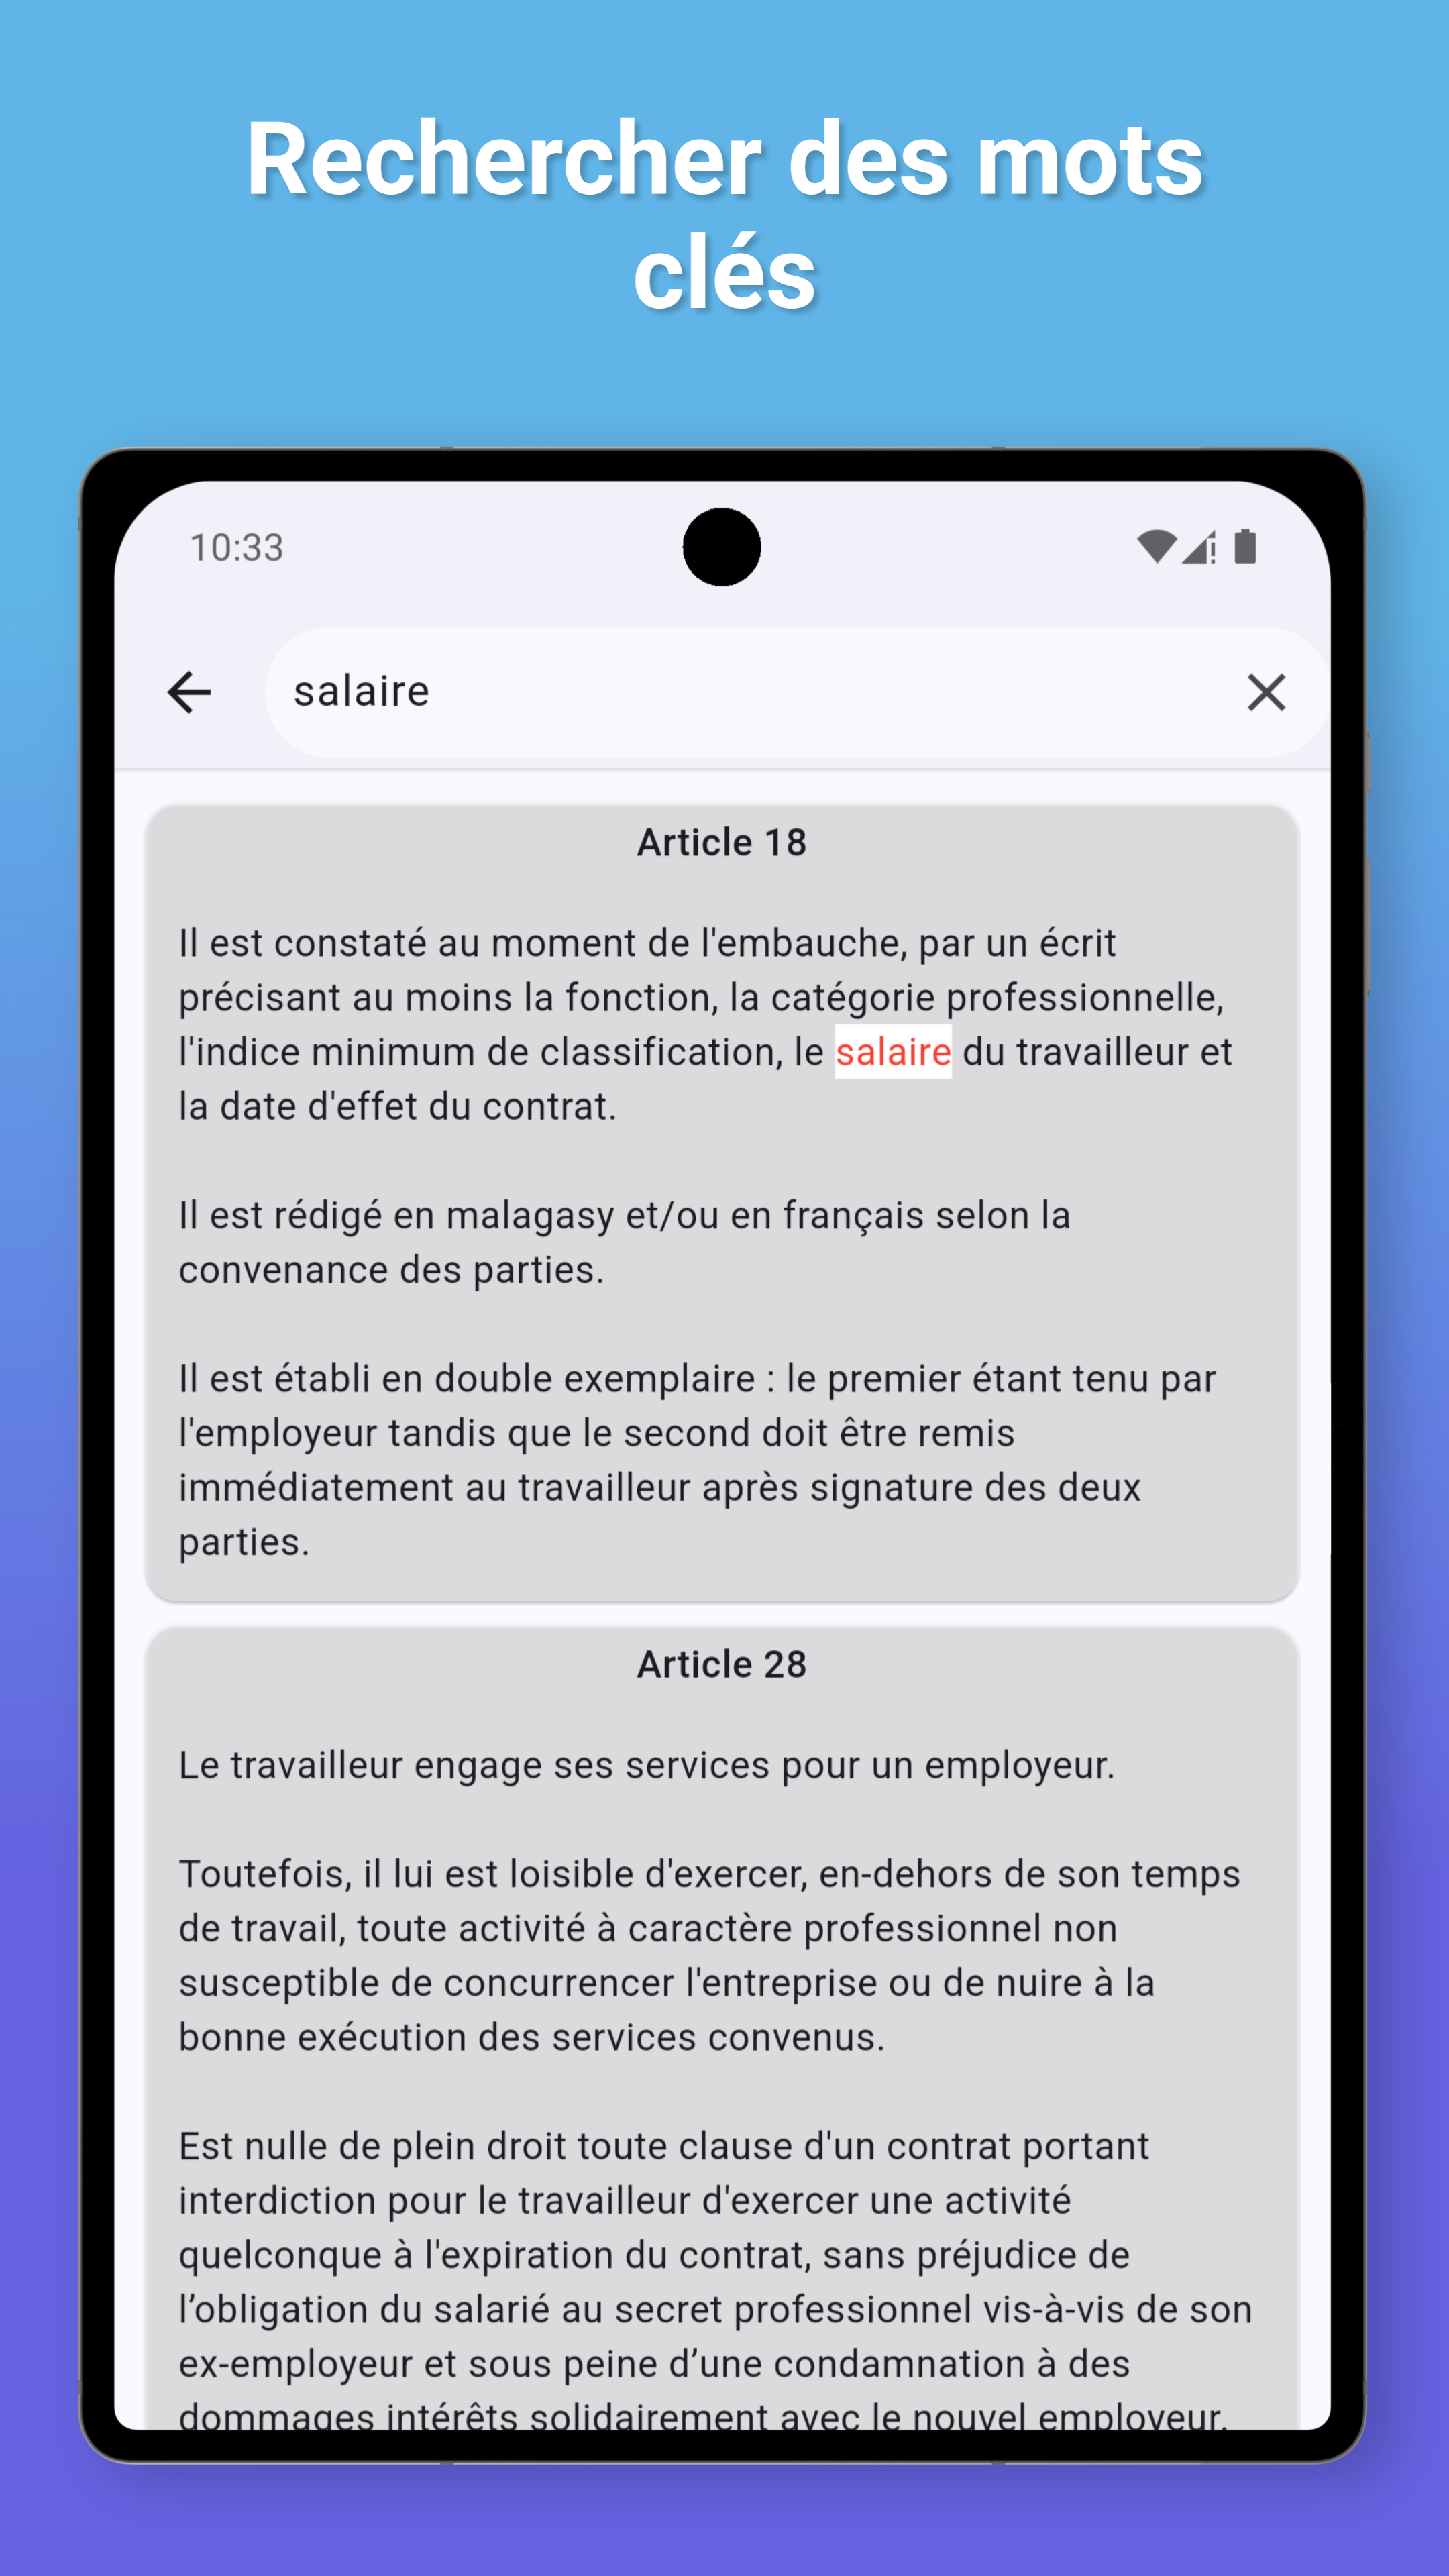 Rechercher des mots
clés
10:33
salaire
Article 18
Il est constaté au moment de l'embauche, par un écrit
précisant au moins la fonction, la catégorie professionnelle,
l'indice minimum de classification, le salaire du travailleur et
la date d'effet du contrat.
Il est rédigé en malagasy et/ou en français selon la
convenance des parties.
Il est établi en double exemplaire : le premier étant tenu par
l'employeur tandis que le second doit être remis
immédiatement au travailleur après signature des deux
parties.
Article 28
Le travailleur engage ses services pour un employeur.
Toutefois, il lui est loisible d'exercer, en-dehors de son temps
de travail, toute activité à caractère professionnel non
susceptible de concurrencer l'entreprise ou de nuire à la
bonne exécution des services convenus.
Est nulle de plein droit toute clause d'un contrat portant
interdiction pour le travailleur d'exercer une activité
quelconque à l'expiration du contrat, sans préjudice de
l’obligation du salarié au secret professionnel vis-à-vis de son
ex-employeur et sous peine d’une condamnation à des
dommages intérêts solidairement avec le nouvel employeur.